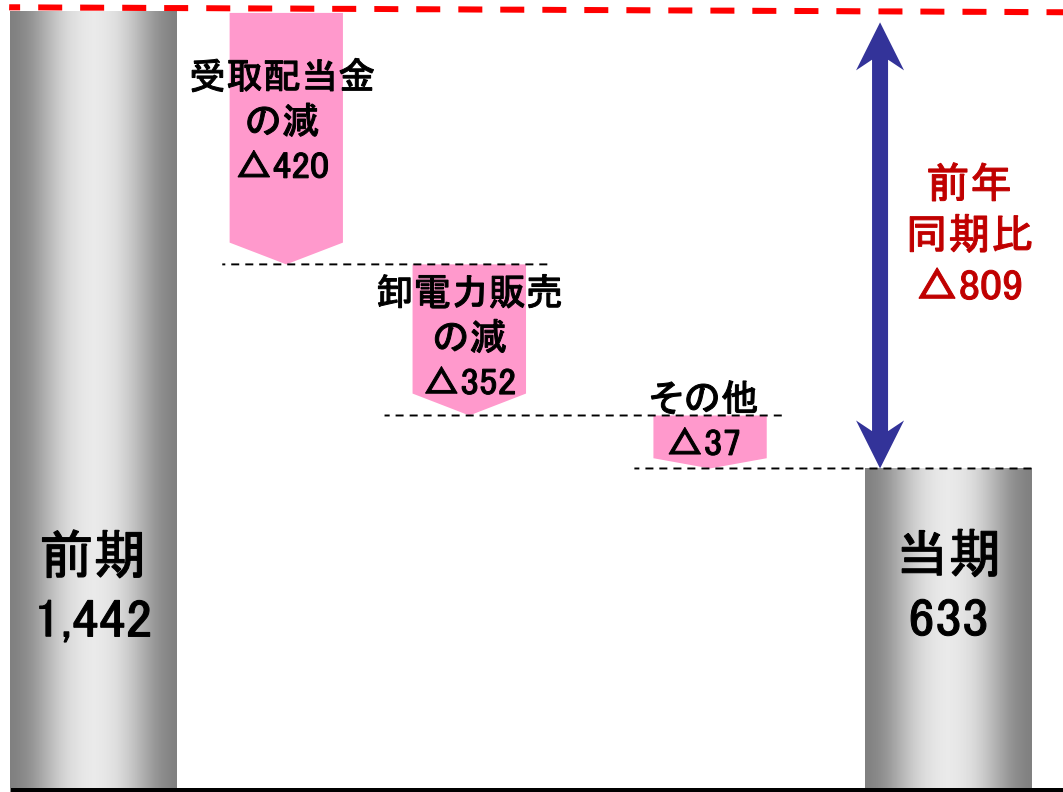 受取配当金
の減
△420
卸電力販売
の減
△352
その他
△37
前年
同期比
△809
前期
1,442
当期
633